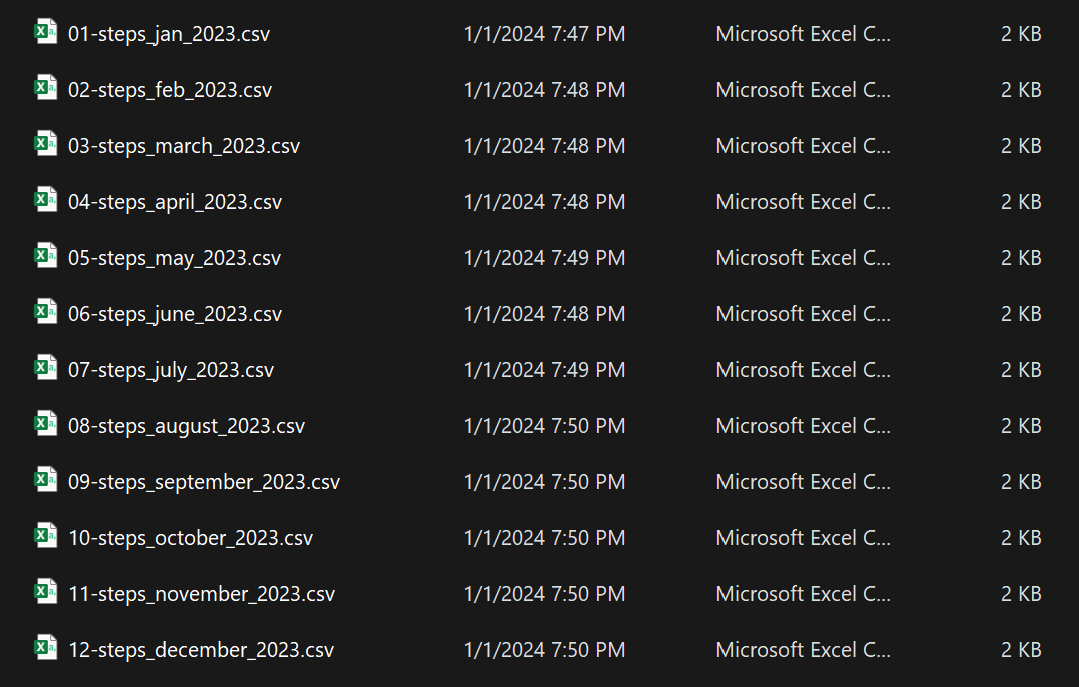 01-steps_jan_2023.csv 1/1/2024 7:47 PM Microsoft Excel C... 2 KB
02-steps_feb_2023.csv 1/1/2024 7:48 PM Microsoft Excel C... 2 KB
03-steps_march_2023.csv 1/1/2024 7:48 PM Microsoft Excel C... 2 KB
04-steps_april_2023.csv 1/1/2024 7:48 PM Microsoft Excel C... 2 KB
05-steps_may_2023.csv 1/1/2024 7:49 PM Microsoft Excel C... 2 KB
06-steps_june_2023.csv 1/1/2024 7:48 PM Microsoft Excel C... 2 KB
07-steps_july_2023.csv 1/1/2024 7:49 PM Microsoft Excel C... 2 KB
08-steps_august_2023.csv 1/1/2024 7:50 PM Microsoft Excel C... 2 KB
09-steps_september_2023.csv 1/1/2024 7:50 PM Microsoft Excel C... 2 KB
10-steps_october_2023.csv 1/1/2024 7:50 PM Microsoft Excel C... 2 KB
11-steps_november_2023.csv 1/1/2024 7:50 PM Microsoft Excel C... 2 KB
12-steps_december_2023.csv 1/1/2024 7:50 PM Microsoft Excel C... 2 KB